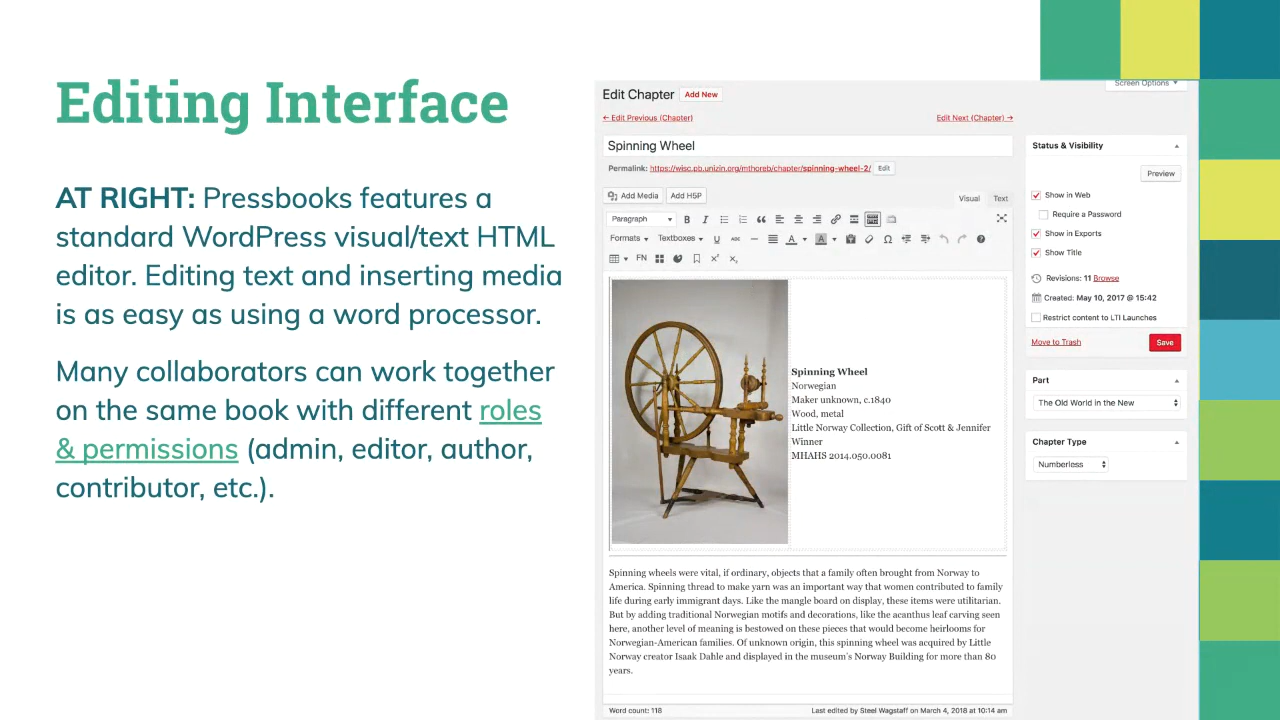 Editing Interface
AT RIGHT: Pressbooks features a
standard WordPress visual/text HTML
editor. Editing text and inserting media
is as easy as using a word processor.
Many collaborators can work together
on the same book with different roles
& permissions (admin, editor, author,
contributor, etc.).
Screen Options
Edit Chapter Add New
← Edit Previous (Chapter) Edit Next (Chapter) →
Spinning Wheel
Permalink: https://wisc.pb.unizin.org/mthoreb/chapter/spinning-wheel-2/ Edit
Add Media Add H5P
Visual Text
Paragraph B I
Formats Textboxes U ABC A A Ω
FN X² X₂
Spinning Wheel
Norwegian
Maker unknown, c.1840
Wood, metal
Little Norway Collection, Gift of Scott & Jennifer
Winner
MHAHS 2014.050.0081
Spinning wheels were vital, if ordinary, objects that a family often brought from Norway to
America. Spinning thread to make yarn was an important way that women contributed to family
life during early immigrant days. Like the mangle board on display, these items were utilitarian.
But by adding traditional Norwegian motifs and decorations, like the acanthus leaf carving seen
here, another level of meaning is bestowed on these pieces that would become heirlooms for
Norwegian-American families. Of unknown origin, this spinning wheel was acquired by Little
Norway creator Isaak Dahle and displayed in the museum's Norway Building for more than 80
years.
Word count: 118 Last edited by Steel Wagstaff on March 4, 2018 at 10:14 am
Status & Visibility
Preview
Show in Web
Require a Password
Show in Exports
Show Title
Revisions: 11 Browse
Created: May 10, 2017 @ 15:42
Restrict content to LTI Launches
Move to Trash Save
Part
The Old World in the New
Chapter Type
Numberless